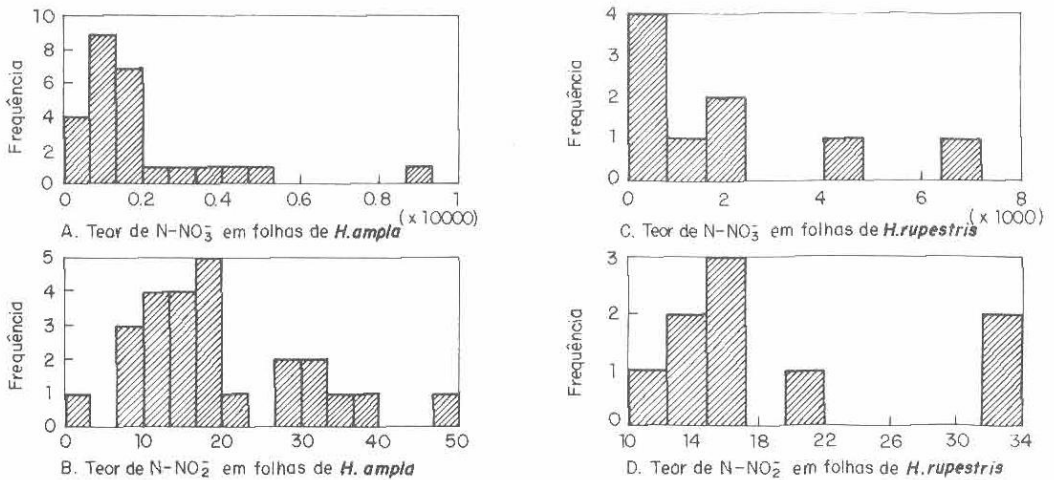 Frequência
10
8
6
4
2
0
0 0.2 0.4 0.6 0.8 1
(x 10000)
A. Teor de N-NO₃⁻ em folhas de H.ampla
Frequência
4
3
2
1
0
0 2 4 6 8
(x 1000)
C. Teor de N-NO₃⁻ em folhas de H.rupestris
Frequência
5
4
3
2
1
0
0 10 20 30 40 50
B. Teor de N-NO₂⁻ em folhas de H. ampla
Frequência
3
2
1
0
10 14 18 22 26 30 34
D. Teor de N-NO₂⁻ em folhas de H.rupestris